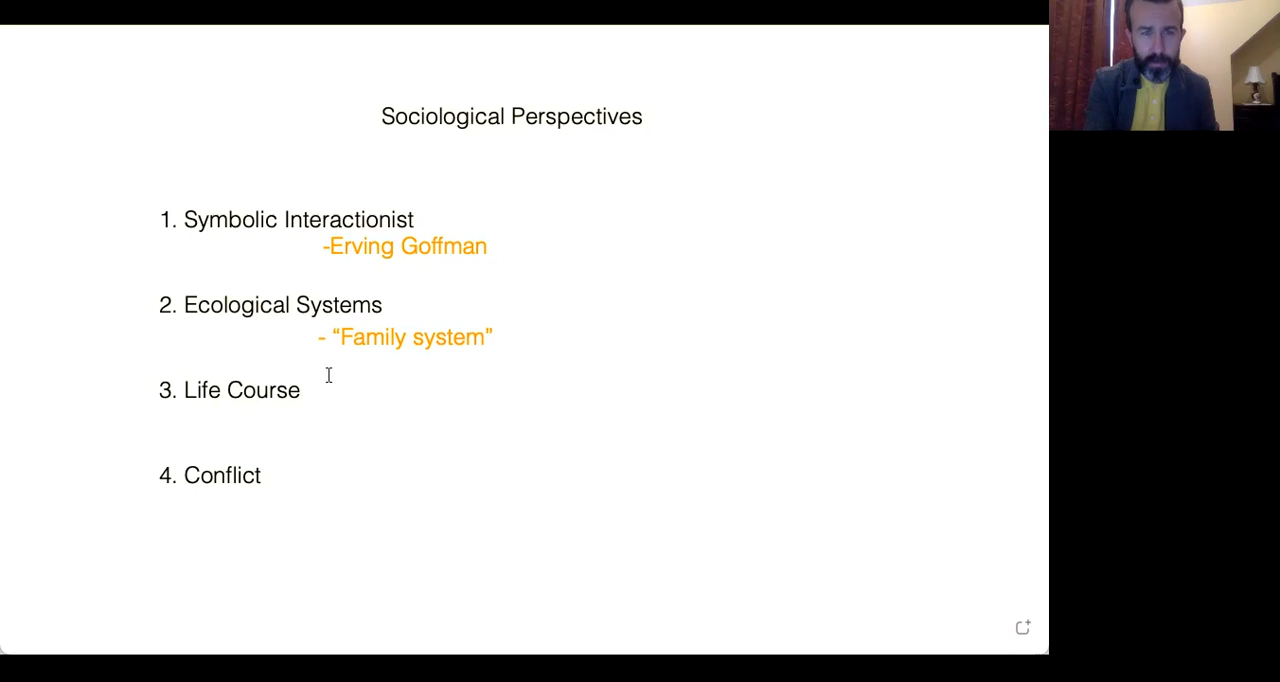 Sociological Perspectives
1. Symbolic Interactionist
-Erving Goffman
2. Ecological Systems
- “Family system”
3. Life Course
4. Conflict